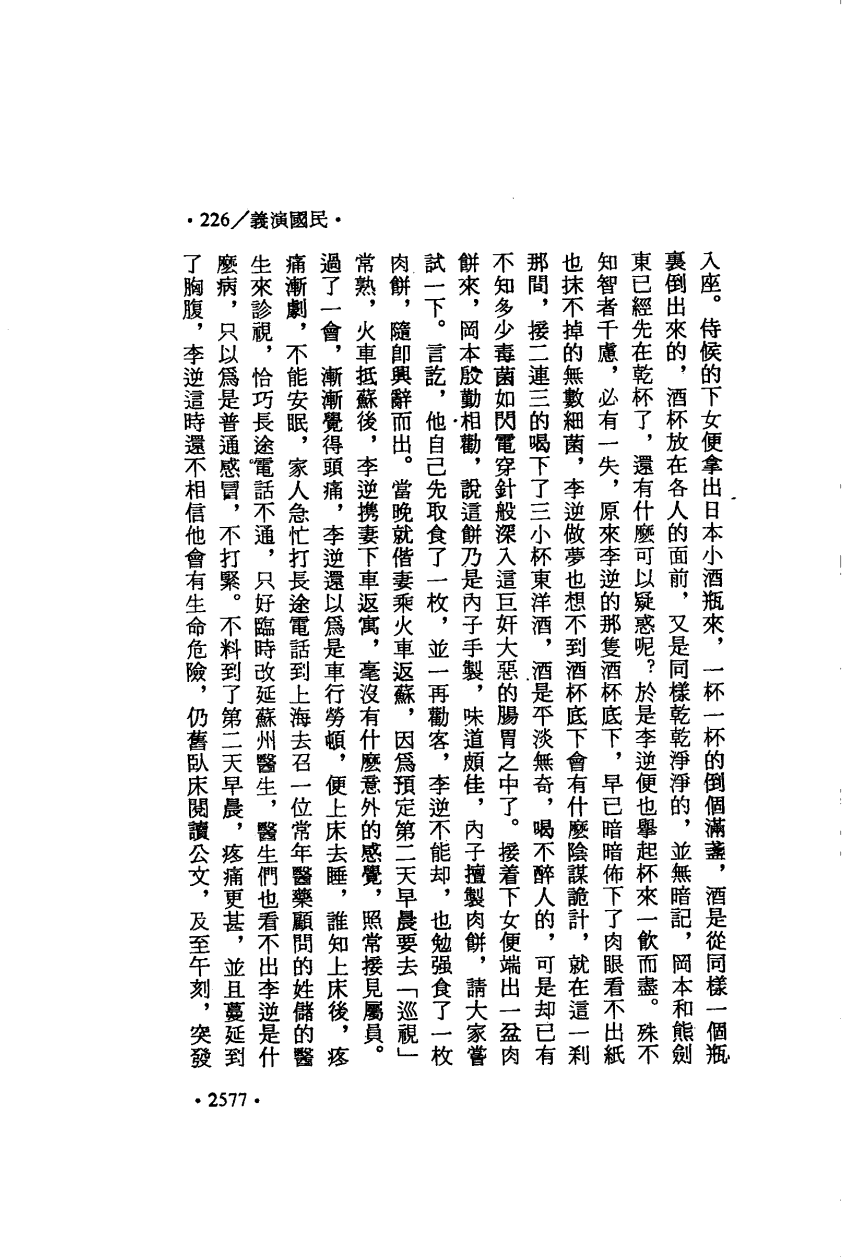 •226／義演國民•
入座。侍候的下女便拿出日本小酒瓶來，一杯一杯的倒個滿盞，酒是從同樣一個瓶
裏倒出來的，酒杯放在各人的面前，又是同樣乾乾淨淨的，並無暗記，岡本和熊劍
東已經先在乾杯了，還有什麼可以疑惑呢？於是李逆便也舉起杯來一飲而盡。殊不
知智者千慮，必有一失，原來李逆的那隻酒杯底下，早已暗暗佈下了肉眼看不出紙
也抹不掉的無數細菌，李逆做夢也想不到酒杯底下會有什麼陰謀詭計，就在這一刹
那間，接二連三的喝下了三小杯東洋酒，酒是平淡無奇，喝不醉人的，可是却已有
不知多少毒菌如閃電穿針般深入這巨奸大惡的腸胃之中了。接着下女便端出一盆肉
餅來，岡本殷勤相勸，說這餅乃是內子手製，味道頗佳，內子擅製肉餅，請大家嘗
試一下。言訖，他自己先取食了一枚，並一再勸客，李逆不能却，也勉强食了一枚
肉餅，隨卽興辭而出。當晚就偕妻乘火車返蘇，因爲預定第二天早晨要去「巡視」
常熟，火車抵蘇後，李逆携妻下車返寓，毫沒有什麼意外的感覺，照常接見屬員。
過了一會，漸漸覺得頭痛，李逆還以爲是車行勞頓，便上床去睡，誰知上床後，疼
痛漸劇，不能安眠，家人急忙打長途電話到上海去召一位常年醫藥顧問的姓儲的醫
生來診視，恰巧長途電話不通，只好臨時改延蘇州醫生，醫生們也看不出李逆是什
麼病，只以爲是普通感冒，不打緊。不料到了第二天早晨，疼痛更甚，並且蔓延到
了胸腹，李逆這時還不相信他會有生命危險，仍舊臥床閱讀公文，及至午刻，突發
•2577•